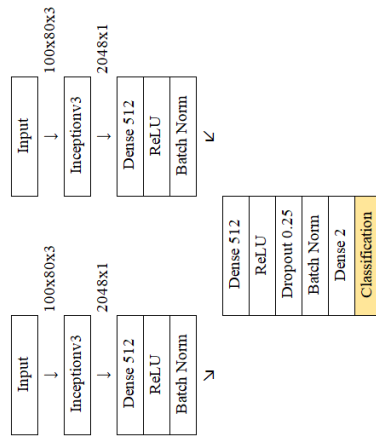 Input
100x80x3
Inceptionv3
2048x1
Dense 512
ReLU
Batch Norm
Input
100x80x3
Inceptionv3
2048x1
Dense 512
ReLU
Batch Norm
Dense 512
ReLU
Dropout 0.25
Batch Norm
Dense 2
Classification